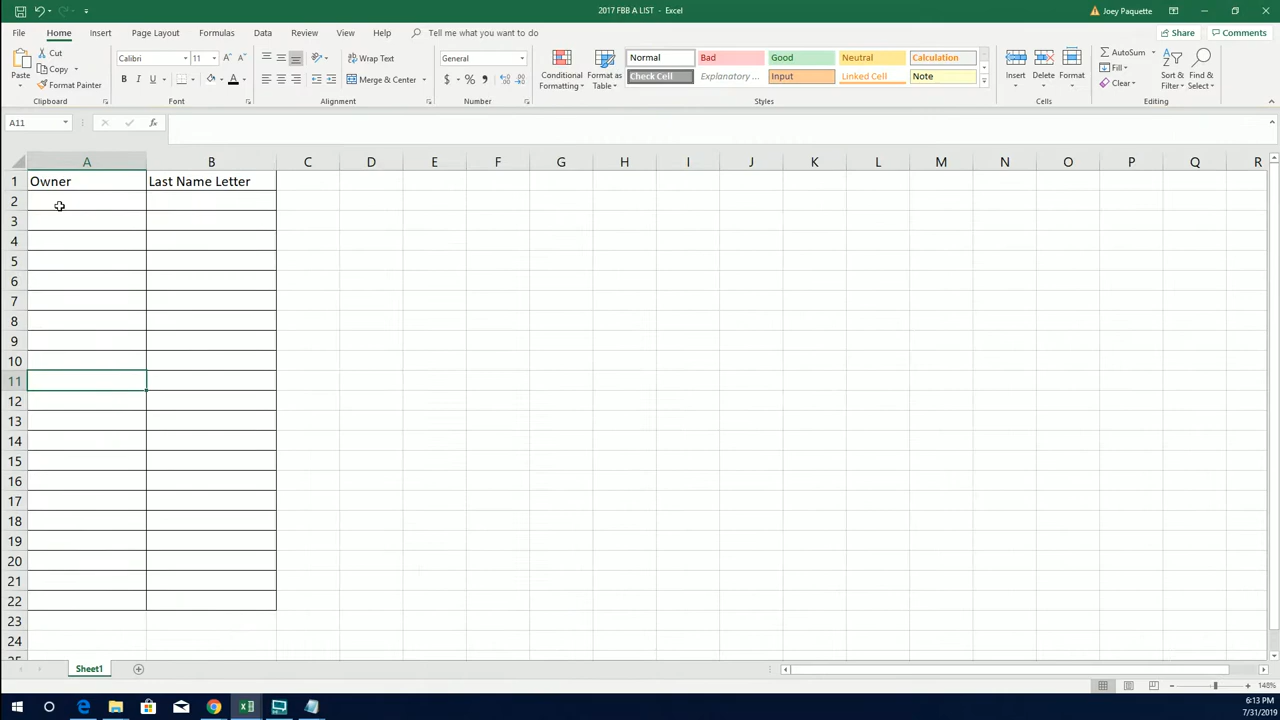 2017 FBB A LIST - Excel
Joey Paquette
File Home Insert Page Layout Formulas Data Review View Help Tell me what you want to do
Share Comments
Paste Cut Copy Format Painter
Calibri 11
B I U
Wrap Text
Merge & Center
General
$ % ,
Conditional Formatting
Format as Table
Normal Bad Good Neutral Calculation
Check Cell Explanatory ... Input Linked Cell Note
Insert Delete Format
AutoSum
Fill
Clear
Sort & Filter
Find & Select
Clipboard Font Alignment Number Styles Cells Editing
A11 fx
A B C D E F G H I J K L M N O P Q R
1 Owner Last Name Letter
2
3
4
5
6
7
8
9
10
11
12
13
14
15
16
17
18
19
20
21
22
23
24
25
Sheet1
148%
6:13 PM
7/31/2019